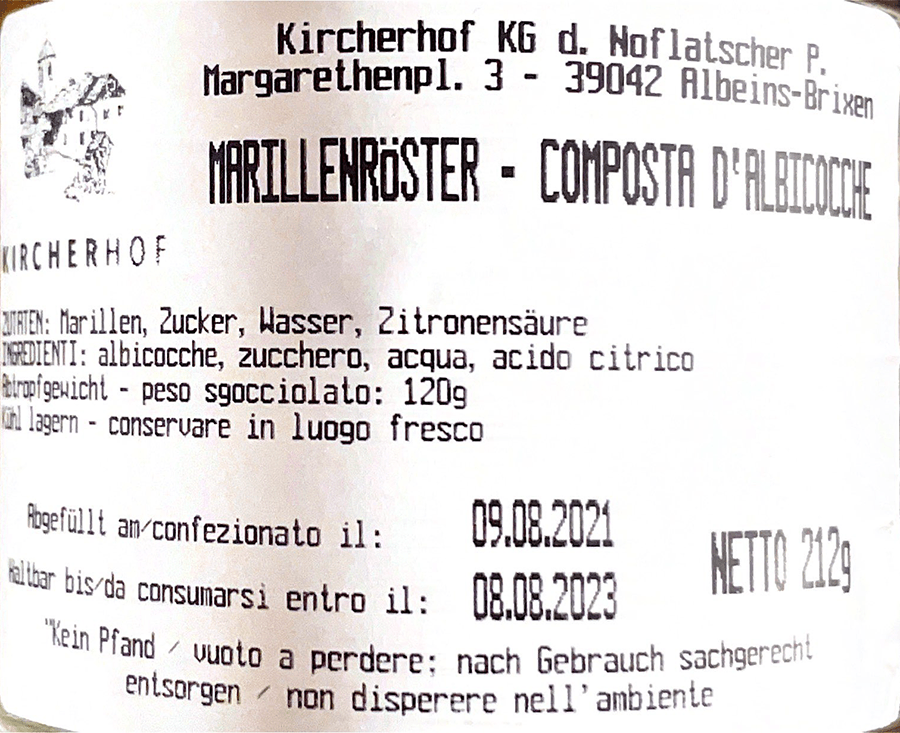 Kircherhof KG d. Noflatscher P.
Margarethenpl. 3 - 39042 Albeins-Brixen
MARILLENRöSTER - COMPOSTA D'ALBICOCCHE
KIRCHERHOF
ZUTATEN: Marillen, Zucker, Wasser, Zitronensäure
INGREDIENTI: albicocche, zucchero, acqua, acido citrico
Abtropfgewicht - peso sgocciolato: 120g
Kühl lagern - conservare in luogo fresco
Abgefüllt am/confezionato il: 09.08.2021
NETTO 212g
Haltbar bis/da consumarsi entro il: 08.08.2023
"Kein Pfand / vuoto a perdere; nach Gebrauch sachgerecht
entsorgen / non disperere nell'ambiente